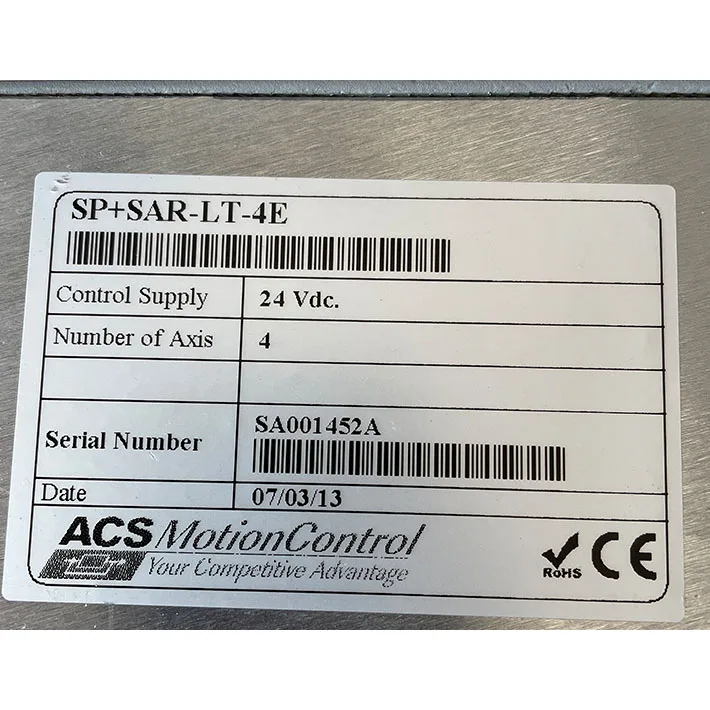 SP+SAR-LT-4E
Control Supply 24 Vdc.
Number of Axis 4
Serial Number SA001452A
Date 07/03/13
ACS MotionControl
Your Competitive Advantage
RoHS CE